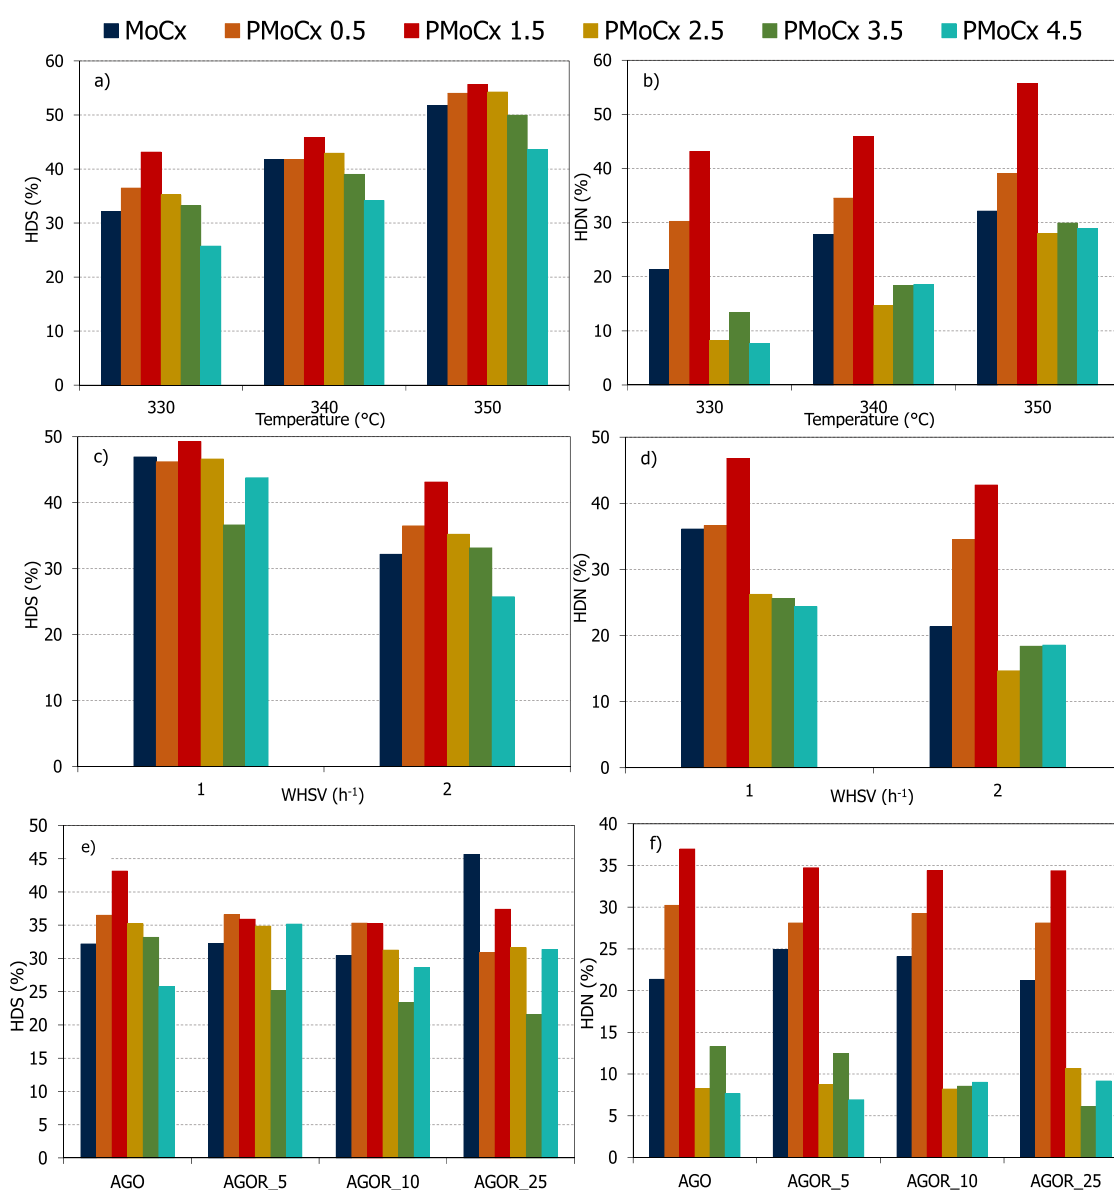 MoCx PMoCx 0.5 PMoCx 1.5 PMoCx 2.5 PMoCx 3.5 PMoCx 4.5
a)
HDS (%)
60
50
40
30
20
10
0
330 340 350
Temperature (°C)
b)
HDN (%)
60
50
40
30
20
10
0
330 340 350
Temperature (°C)
c)
HDS (%)
50
40
30
20
10
0
1 2
WHSV (h-1)
d)
HDN (%)
50
40
30
20
10
0
1 2
WHSV (h-1)
e)
HDS (%)
50
45
40
35
30
25
20
15
10
5
0
AGO AGOR_5 AGOR_10 AGOR_25
f)
HDN (%)
40
35
30
25
20
15
10
5
0
AGO AGOR_5 AGOR_10 AGOR_25